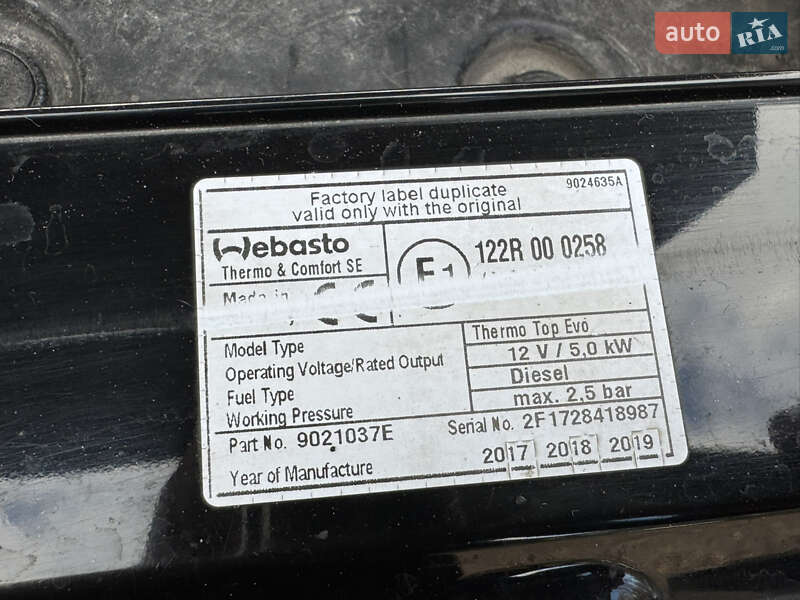 auto RIA
Factory label duplicate
valid only with the original
9024635A
Webasto
Thermo & Comfort SE
Made in
CE
E1
122R 00 0258
Model Type Thermo Top Evo
Operating Voltage/Rated Output 12 V / 5,0 kW
Fuel Type Diesel
Working Pressure max. 2,5 bar
Part No. 9021037E Serial No. 2F1728418987
Year of Manufacture 2017 2018 2019